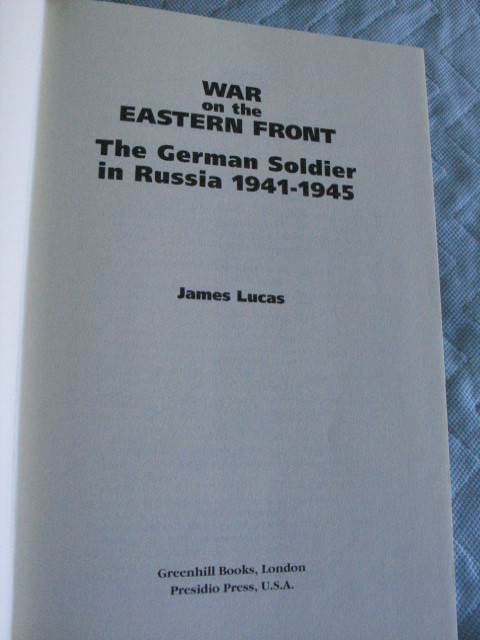 WAR
on the
EASTERN FRONT
The German Soldier
in Russia 1941-1945
James Lucas
Greenhill Books, London
Presidio Press, U.S.A.